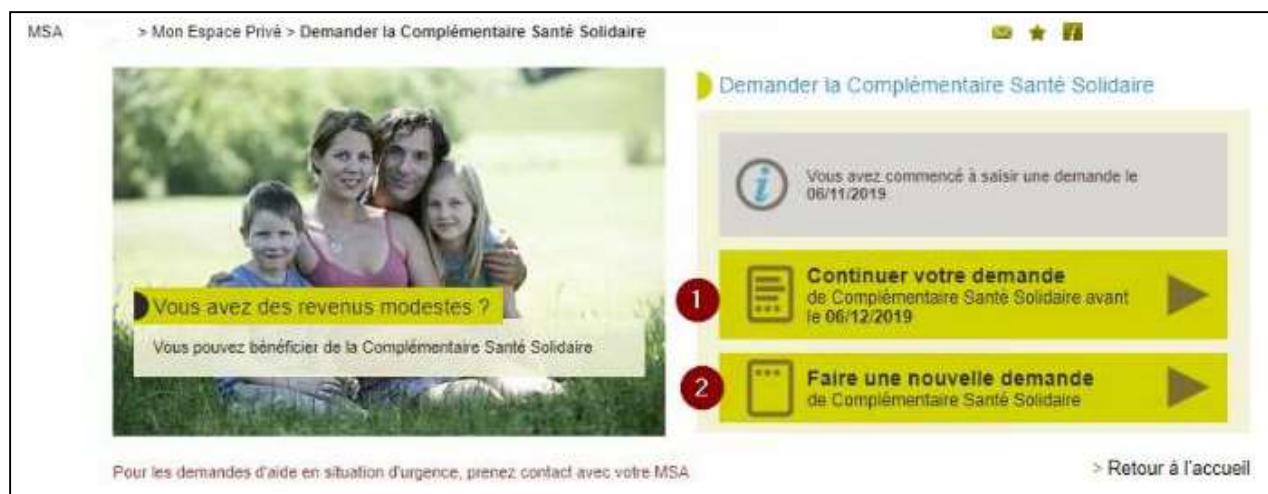 MSA > Mon Espace Privé > Demander la Complémentaire Santé Solidaire
Vous avez des revenus modestes ?
Vous pouvez bénéficier de la Complémentaire Santé Solidaire
Demander la Complémentaire Santé Solidaire
i
Vous avez commencé à saisir une demande le
06/11/2019
1
Continuer votre demande
de Complémentaire Santé Solidaire avant
le 06/12/2019
2
Faire une nouvelle demande
de Complémentaire Santé Solidaire
Pour les demandes d'aide en situation d'urgence, prenez contact avec votre MSA
> Retour à l'accueil